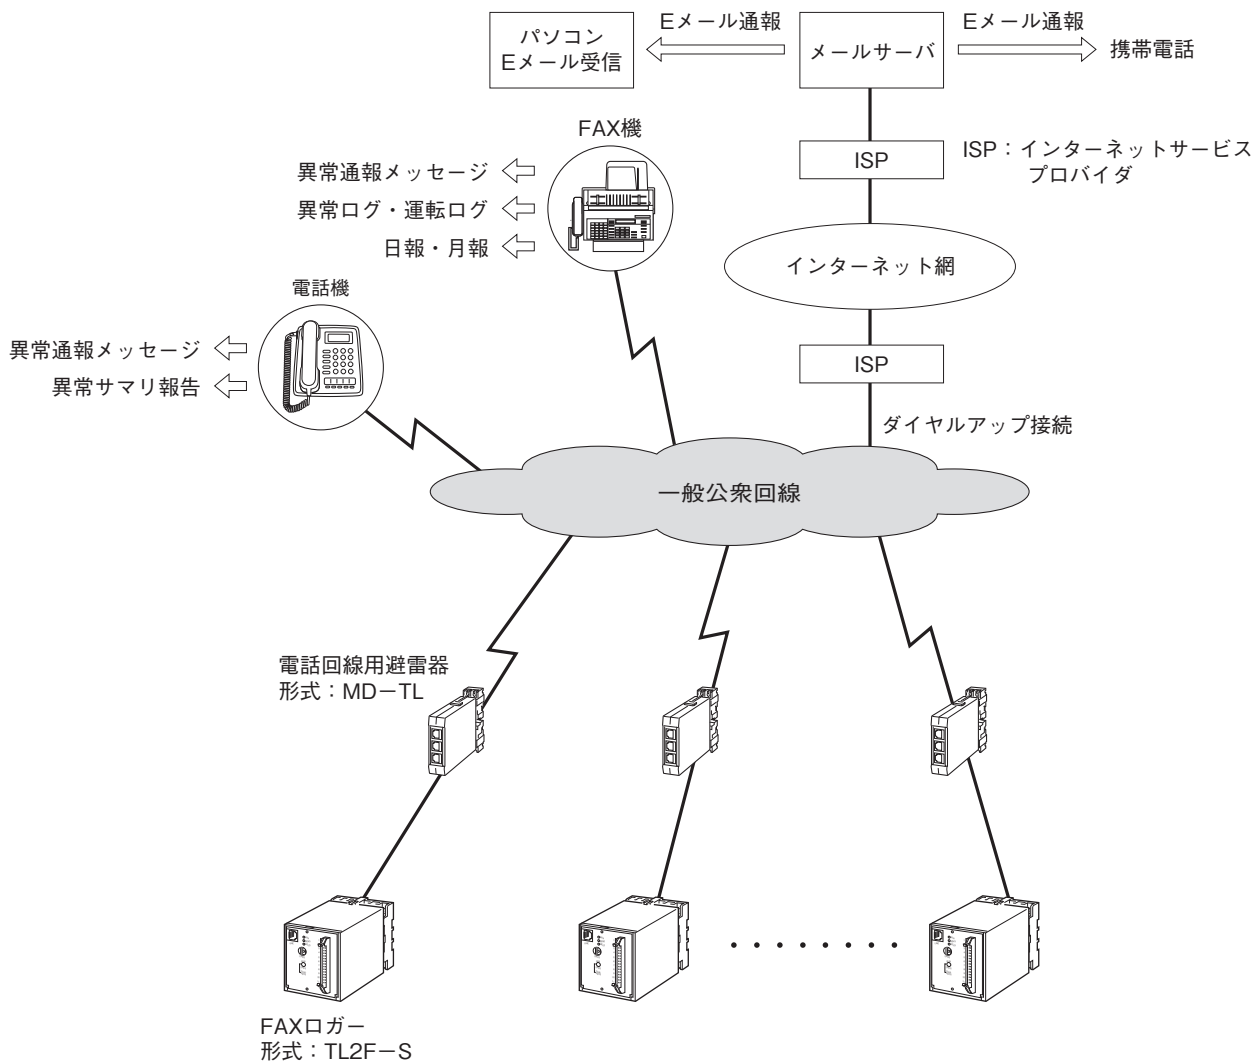 Eメール通報
Eメール通報
パソコン
Eメール受信
メールサーバ
携帯電話
FAX機
ISP
ISP：インターネットサービス
プロバイダ
異常通報メッセージ
異常ログ・運転ログ
日報・月報
インターネット網
電話機
異常通報メッセージ
異常サマリ報告
ISP
ダイヤルアップ接続
一般公衆回線
電話回線用避雷器
形式：MD－TL
FAXロガー
形式：TL2F－S